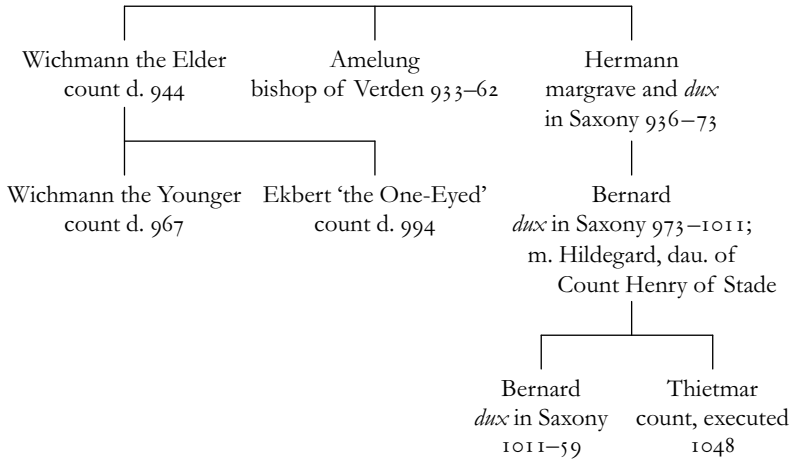 Wichmann the Elder
count d. 944
Amelung
bishop of Verden 933–62
Hermann
margrave and dux
in Saxony 936–73
Wichmann the Younger
count d. 967
Ekbert ‘the One-Eyed’
count d. 994
Bernard
dux in Saxony 973–1011;
m. Hildegard, dau. of
Count Henry of Stade
Bernard
dux in Saxony
1011–59
Thietmar
count, executed
1048